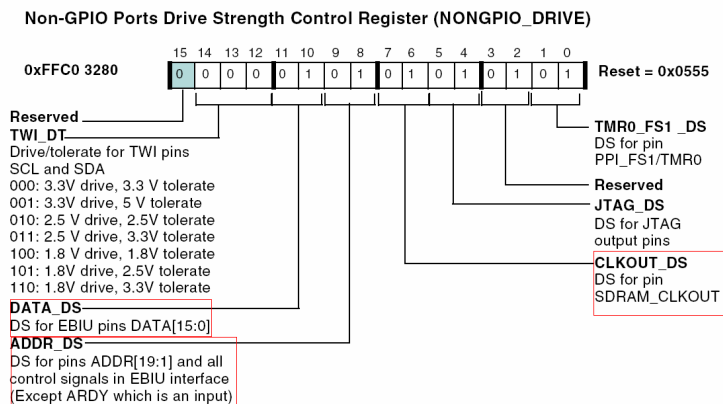 Non-GPIO Ports Drive Strength Control Register (NONGPIO_DRIVE)
15 14 13 12 11 10 9 8 7 6 5 4 3 2 1 0
0xFFC0 3280
0 0 0 0 0 1 0 1 0 1 0 1 0 1 0 1
Reset = 0x0555
Reserved
TWI_DT
Drive/tolerate for TWI pins
SCL and SDA
000: 3.3V drive, 3.3 V tolerate
001: 3.3V drive, 5 V tolerate
010: 2.5 V drive, 2.5V tolerate
011: 2.5 V drive, 3.3V tolerate
100: 1.8 V drive, 1.8V tolerate
101: 1.8V drive, 2.5V tolerate
110: 1.8V drive, 3.3V tolerate
DATA_DS
DS for EBIU pins DATA[15:0]
ADDR_DS
DS for pins ADDR[19:1] and all
control signals in EBIU interface
(Except ARDY which is an input)
TMR0_FS1 _DS
DS for pin
PPI_FS1/TMR0
Reserved
JTAG_DS
DS for JTAG
output pins
CLKOUT_DS
DS for pin
SDRAM_CLKOUT